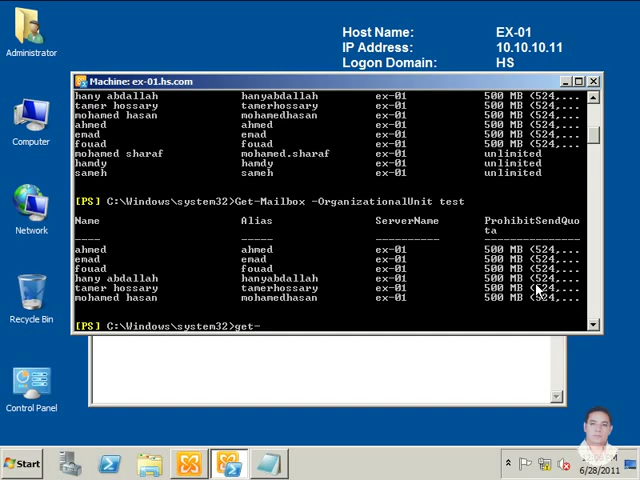 Host Name: EX-01
IP Address: 10.10.10.11
Logon Domain: HS
Administrator
Computer
Network
Recycle Bin
Control Panel
Machine: ex-01.hs.com
hany abdallah hanyabdallah ex-01 500 MB (524,...
tamer hossary tamerhossary ex-01 500 MB (524,...
mohamed hasan mohamedhasan ex-01 500 MB (524,...
ahmed ahmed ex-01 500 MB (524,...
emad emad ex-01 500 MB (524,...
fouad fouad ex-01 500 MB (524,...
mohamed sharaf mohamed.sharaf ex-01 unlimited
hamdy hamdy ex-01 unlimited
sameh sameh ex-01 unlimited
[PS] C:\Windows\system32>Get-Mailbox -OrganizationalUnit test
Name Alias ServerName ProhibitSendQuo
ta
---- ----- ---------- ---------------
ahmed ahmed ex-01 500 MB (524,...
emad emad ex-01 500 MB (524,...
fouad fouad ex-01 500 MB (524,...
hany abdallah hanyabdallah ex-01 500 MB (524,...
tamer hossary tamerhossary ex-01 500 MB (524,...
mohamed hasan mohamedhasan ex-01 500 MB (524,...
[PS] C:\Windows\system32>get-
Start
6/28/2011